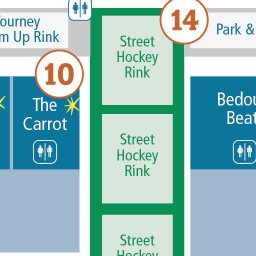 ourney
m Up Rink
14
Park &
Street
Hockey
Rink
10
The
Carrot
Bedou
Beat
Street
Hockey
Rink
Street
Hockey